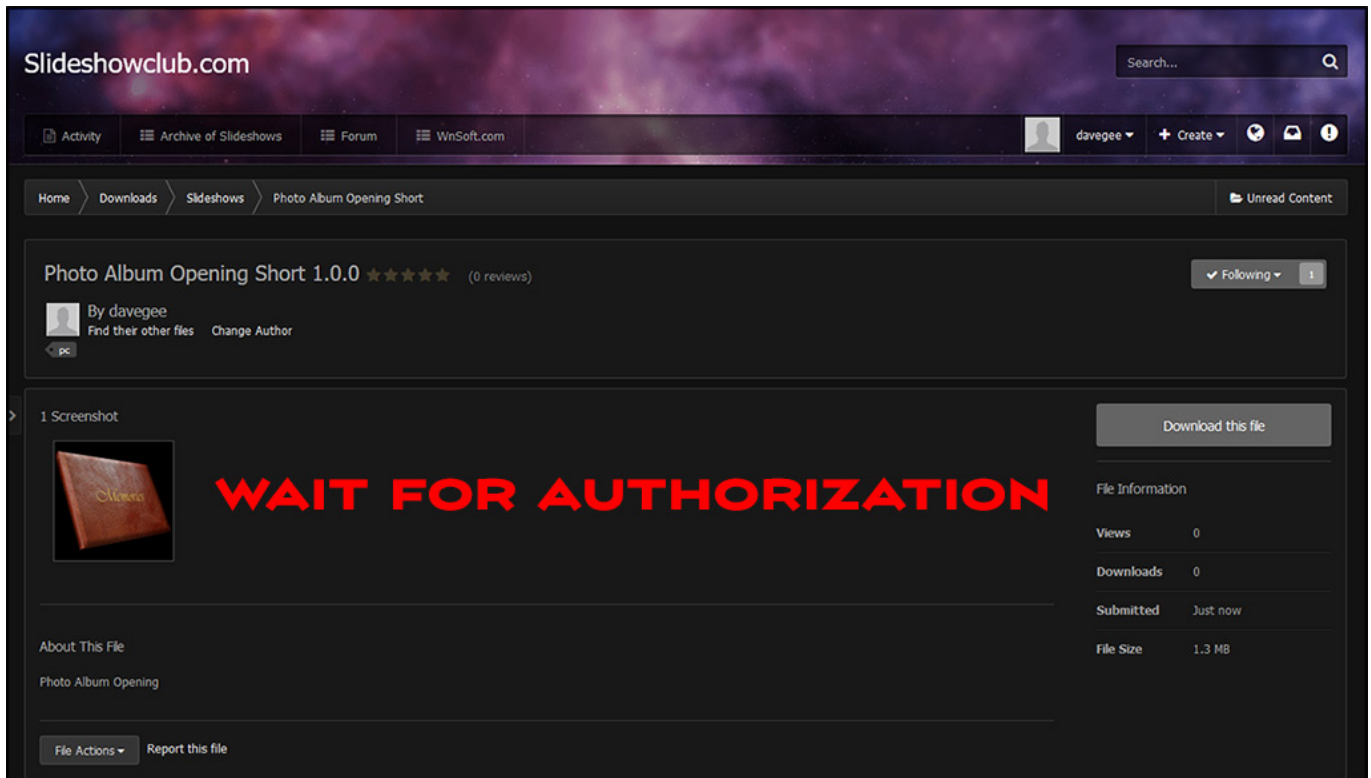 Slideshowclub.com
Search...
Activity Archive of Slideshows Forum WnSoft.com davegee Create
Home Downloads Slideshows Photo Album Opening Short Unread Content
Photo Album Opening Short 1.0.0 (0 reviews) Following 1
By davegee
Find their other files Change Author
pc
1 Screenshot
Download this file
Memories
WAIT FOR AUTHORIZATION
File Information
Views 0
Downloads 0
Submitted Just now
File Size 1.3 MB
About This File
Photo Album Opening
File Actions Report this file